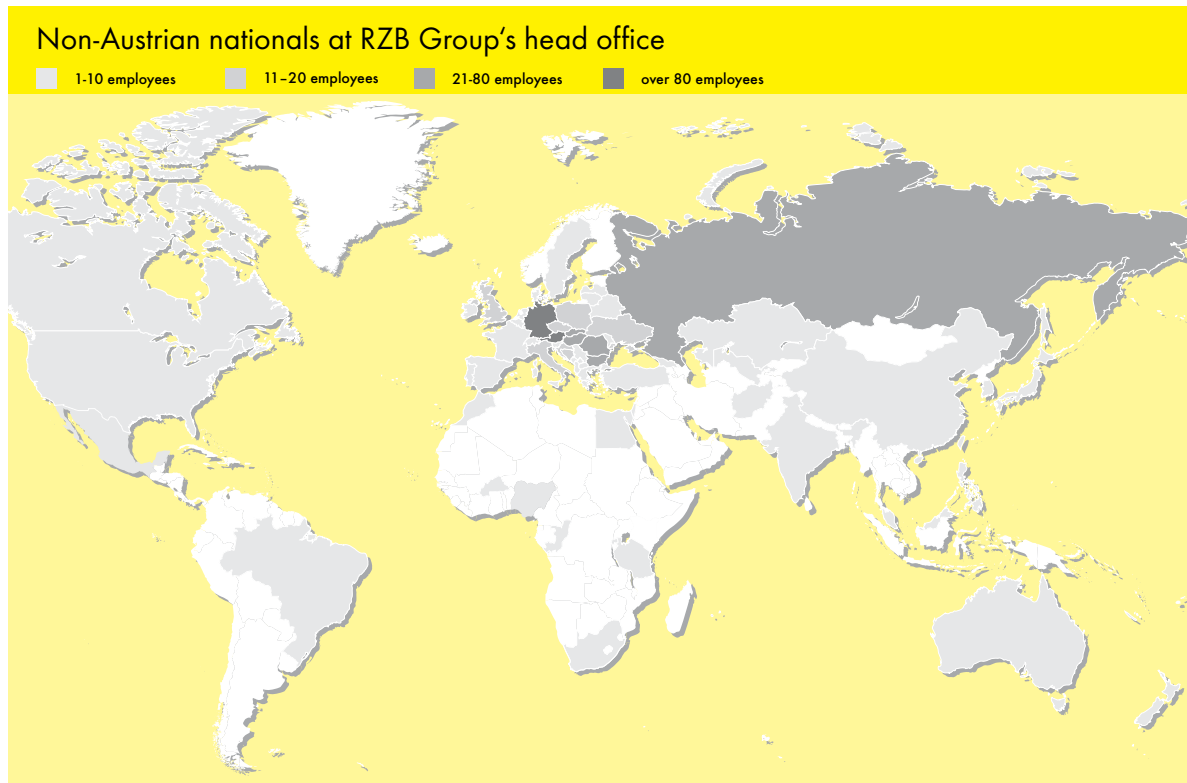 Non-Austrian nationals at RZB Group's head office
1-10 employees 11–20 employees 21-80 employees over 80 employees